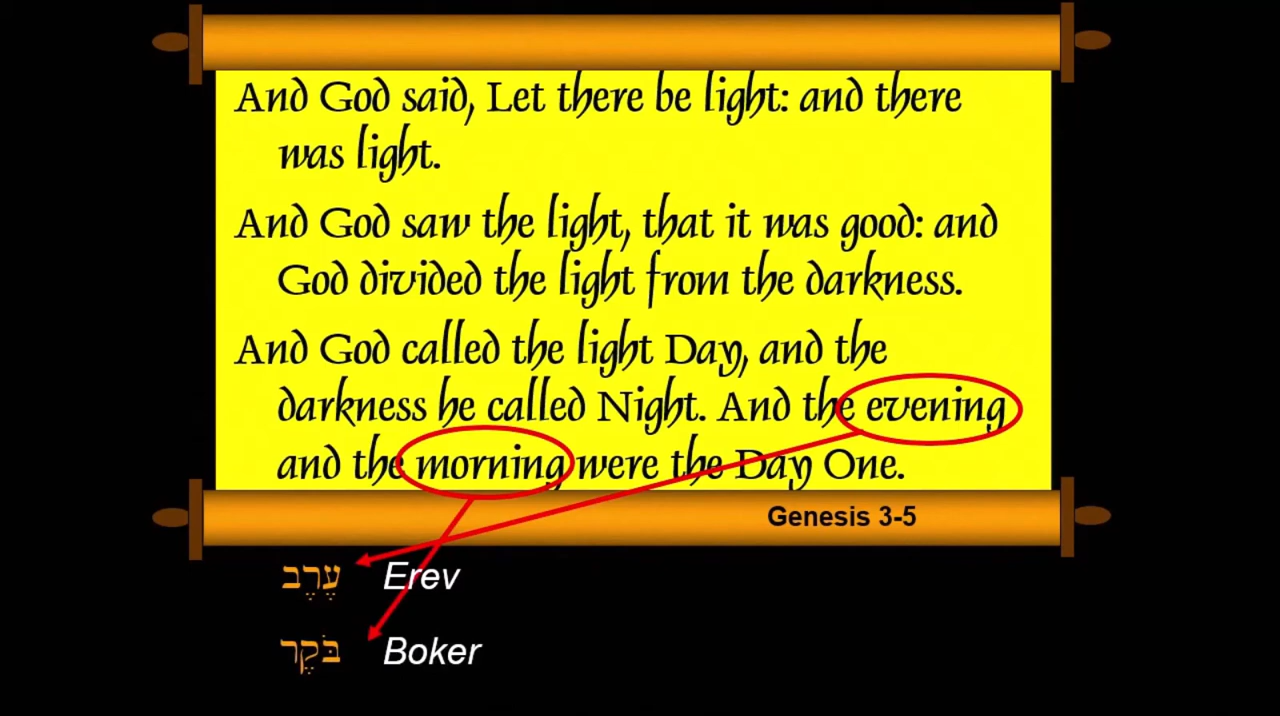 And God said, Let there be light: and there
was light.
And God saw the light, that it was good: and
God divided the light from the darkness.
And God called the light Day, and the
darkness he called Night. And the evening
and the morning were the Day One.
Genesis 3-5
עֶרֶב Erev
בֹּקֶר Boker